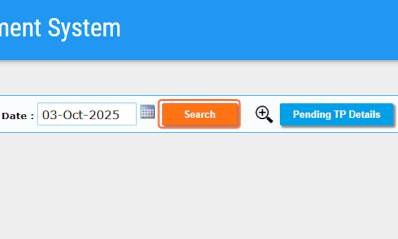 ment System
Date : 03-Oct-2025 Search Pending TP Details